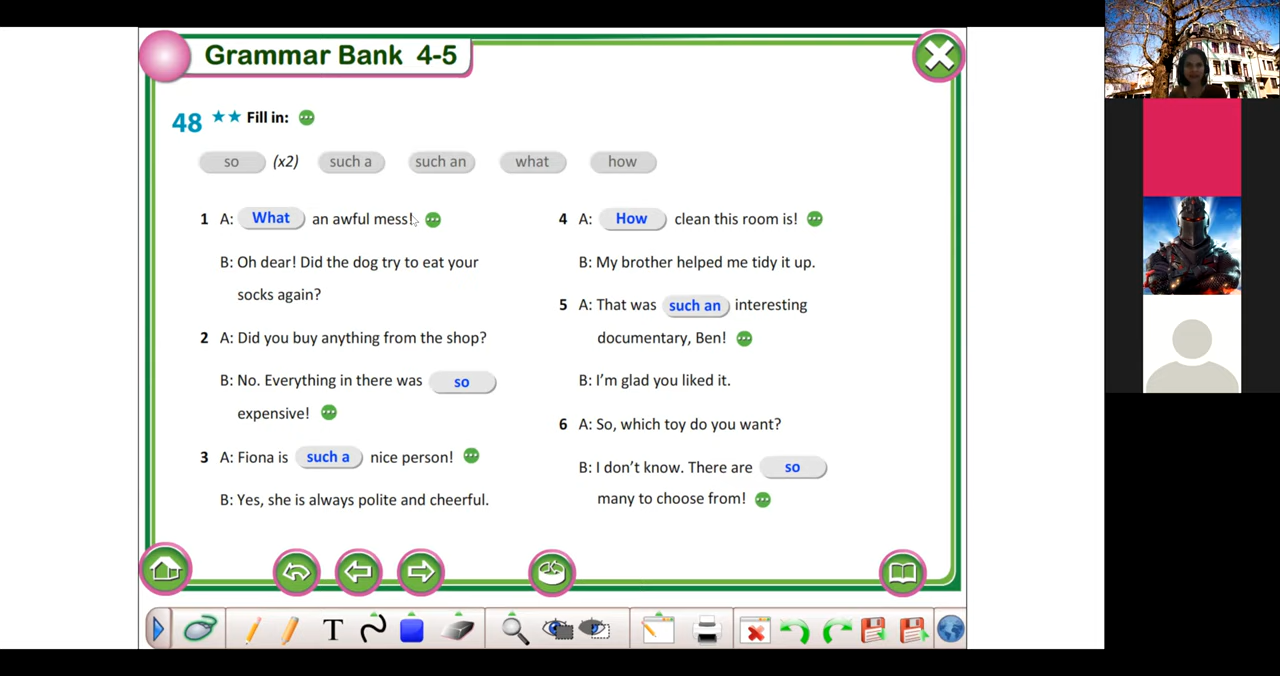 Grammar Bank 4-5
48 ★★ Fill in:
so (x2) such a such an what how
1 A: What an awful mess!
B: Oh dear! Did the dog try to eat your
socks again?
2 A: Did you buy anything from the shop?
B: No. Everything in there was so
expensive!
3 A: Fiona is such a nice person!
B: Yes, she is always polite and cheerful.
4 A: How clean this room is!
B: My brother helped me tidy it up.
5 A: That was such an interesting
documentary, Ben!
B: I'm glad you liked it.
6 A: So, which toy do you want?
B: I don't know. There are so
many to choose from!
T